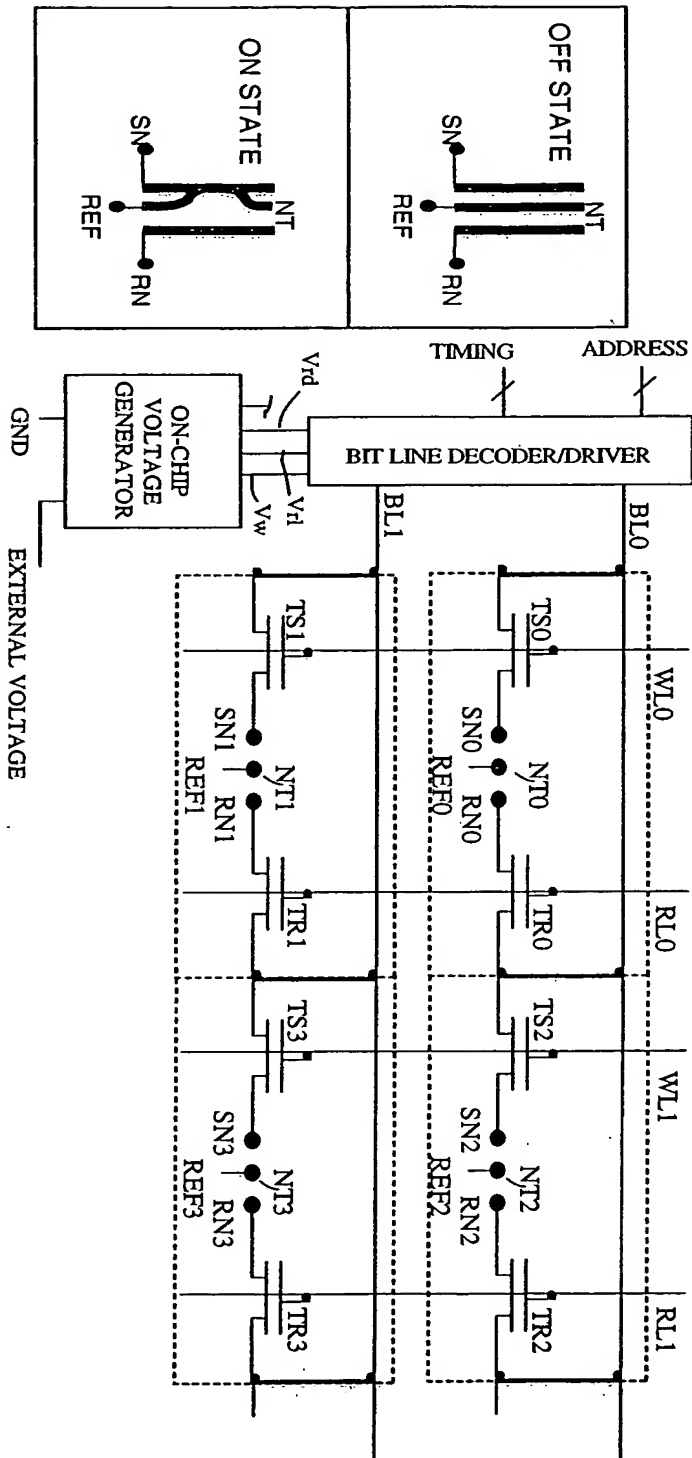 OFF STATE
NT
REF
RN
ON STATE
SN
NT
REF
RN
TIMING
ADDRESS
BIT LINE DECODER/DRIVER
Vrd
Vrl
Vw
ON-CHIP
VOLTAGE
GENERATOR
GND
EXTERNAL VOLTAGE
BL0
BL1
WL0
RL0
WL1
RL1
TS0
SN0
NT0
REF0
RN0
TR0
TS2
SN2
NT2
REF2
RN2
TR2
TS1
SN1
NT1
REF1
RN1
TR1
TS3
SN3
NT3
REF3
RN3
TR3